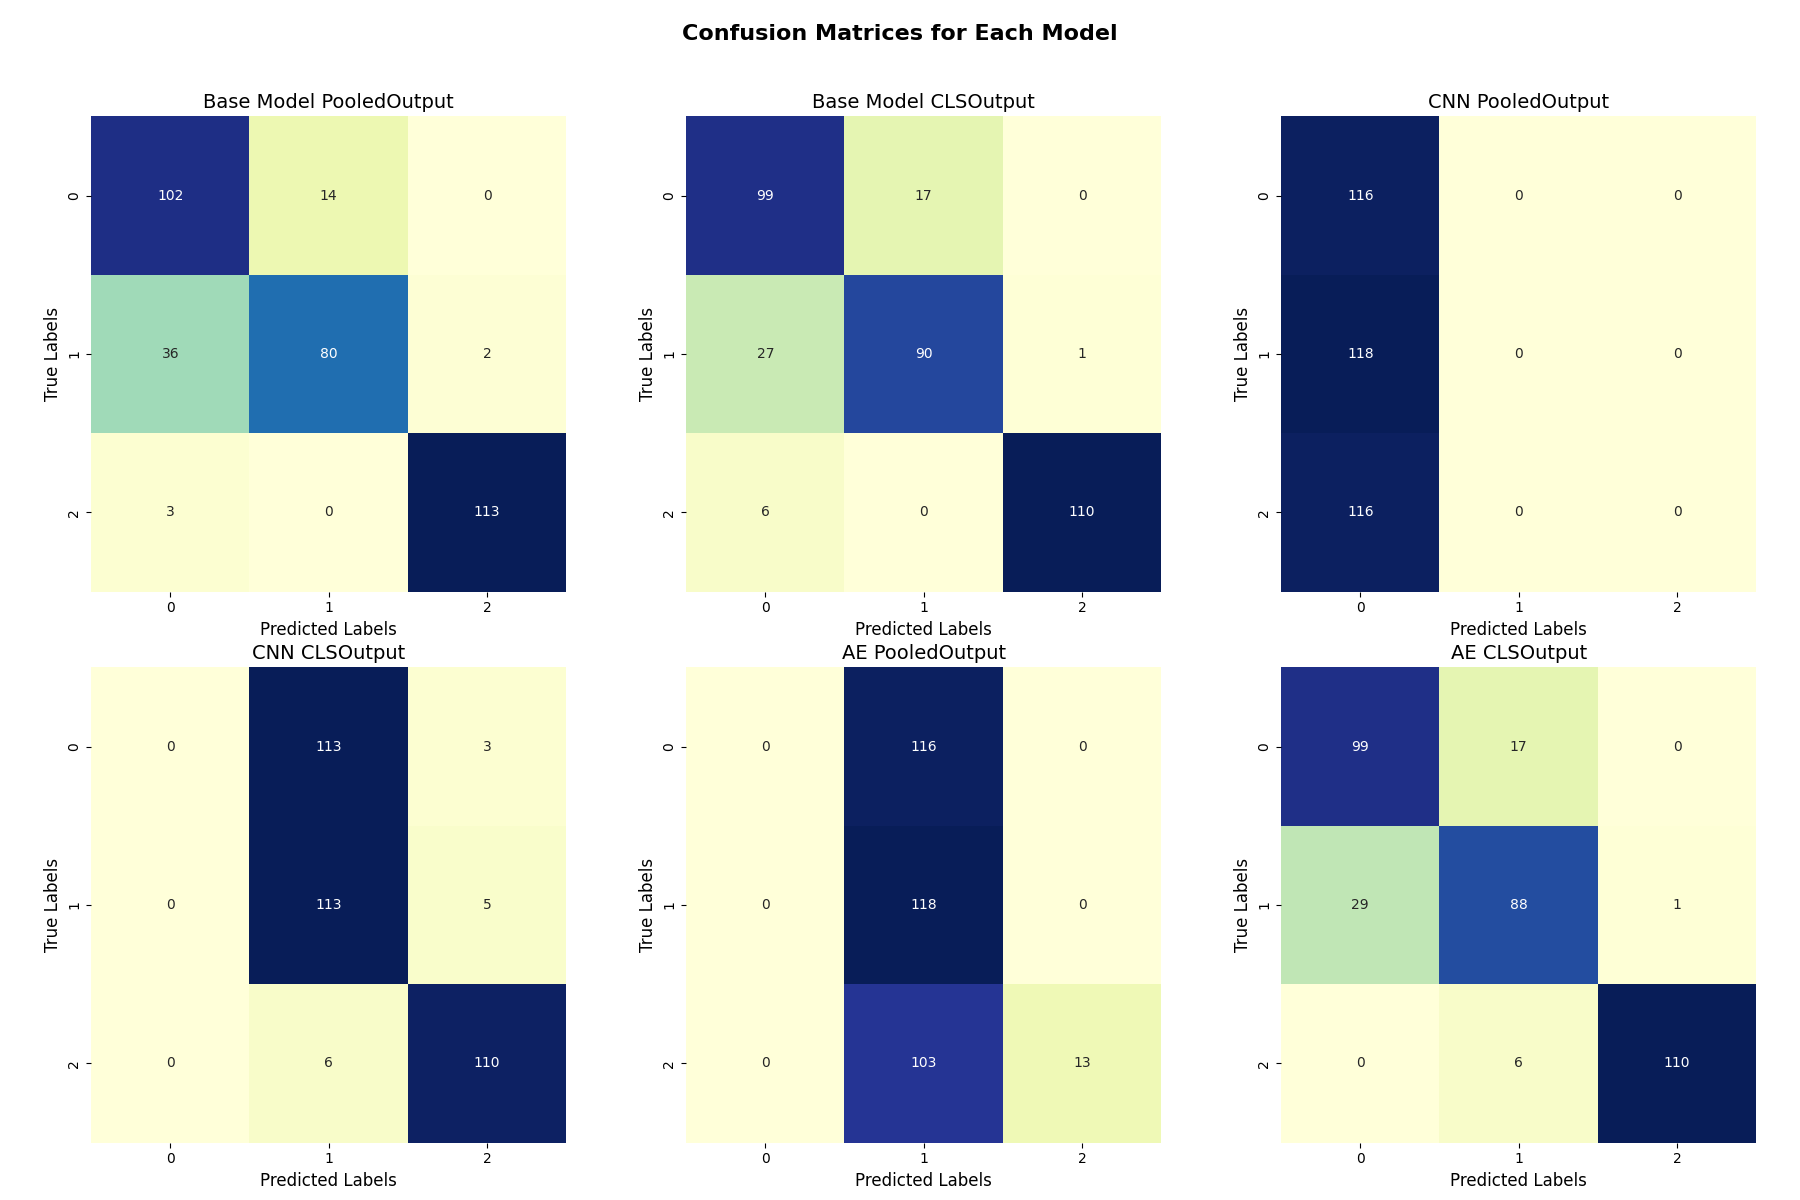 Confusion Matrices for Each Model
Base Model PooledOutput
102 14 0
36 80 2
3 0 113
0
1
2
True Labels
0 1 2
Predicted Labels
Base Model CLSOutput
99 17 0
27 90 1
6 0 110
0
1
2
True Labels
0 1 2
Predicted Labels
CNN PooledOutput
116 0 0
118 0 0
116 0 0
0
1
2
True Labels
0 1 2
Predicted Labels
CNN CLSOutput
0 113 3
0 113 5
0 6 110
0
1
2
True Labels
0 1 2
Predicted Labels
AE PooledOutput
0 116 0
0 118 0
0 103 13
0
1
2
True Labels
0 1 2
Predicted Labels
AE CLSOutput
99 17 0
29 88 1
0 6 110
0
1
2
True Labels
0 1 2
Predicted Labels